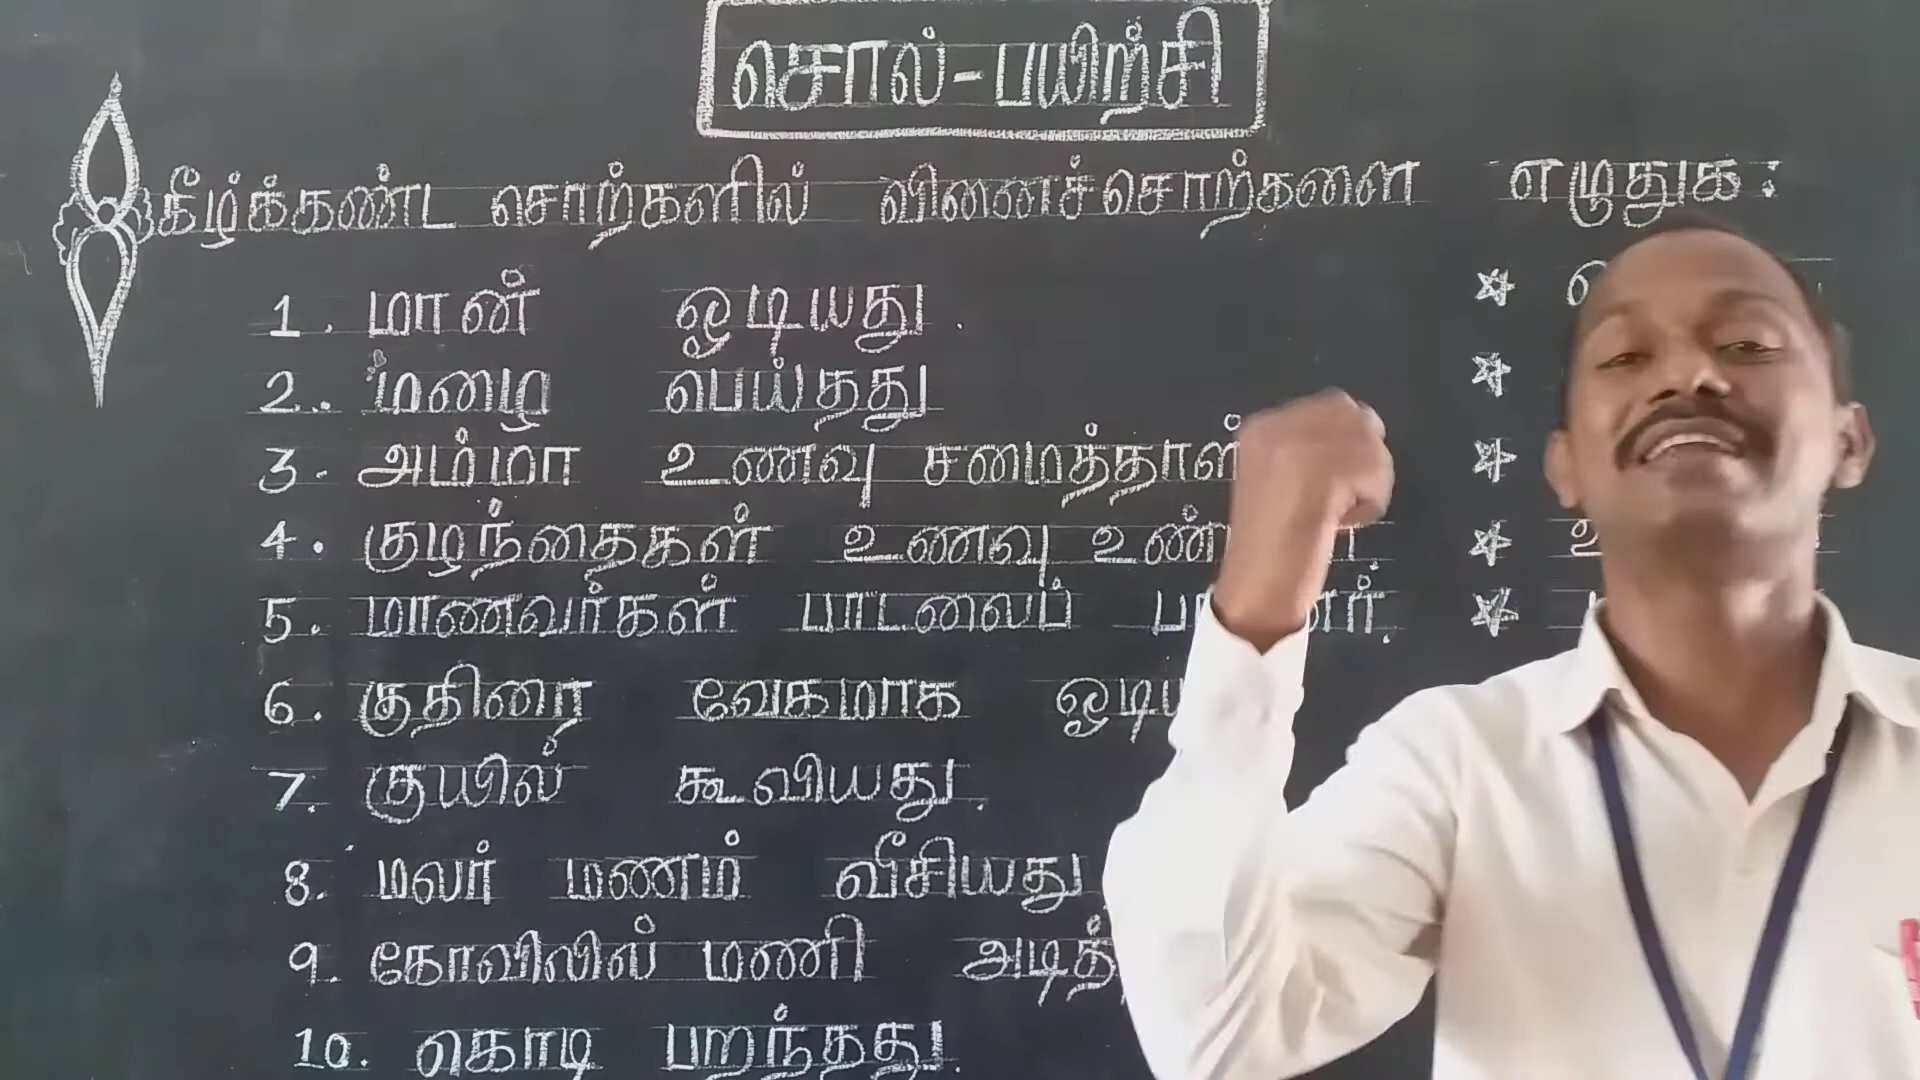 சொல்-பயிற்சி
கீழ்க்கண்ட சொற்களில் வினைச்சொற்களை எழுதுக:
1. மான் ஓடியது.
2. மழை பெய்தது
3. அம்மா உணவு சமைத்தாள்
4. குழந்தைகள் உணவு
5. மாணவர்கள் பாடலைப்
6. குதிரை வேகமாக
7. குயில் கூவியது.
8. மலர் மணம் வீசியது
9. கோவிலில் மணி
10. கொடி பறந்தது.